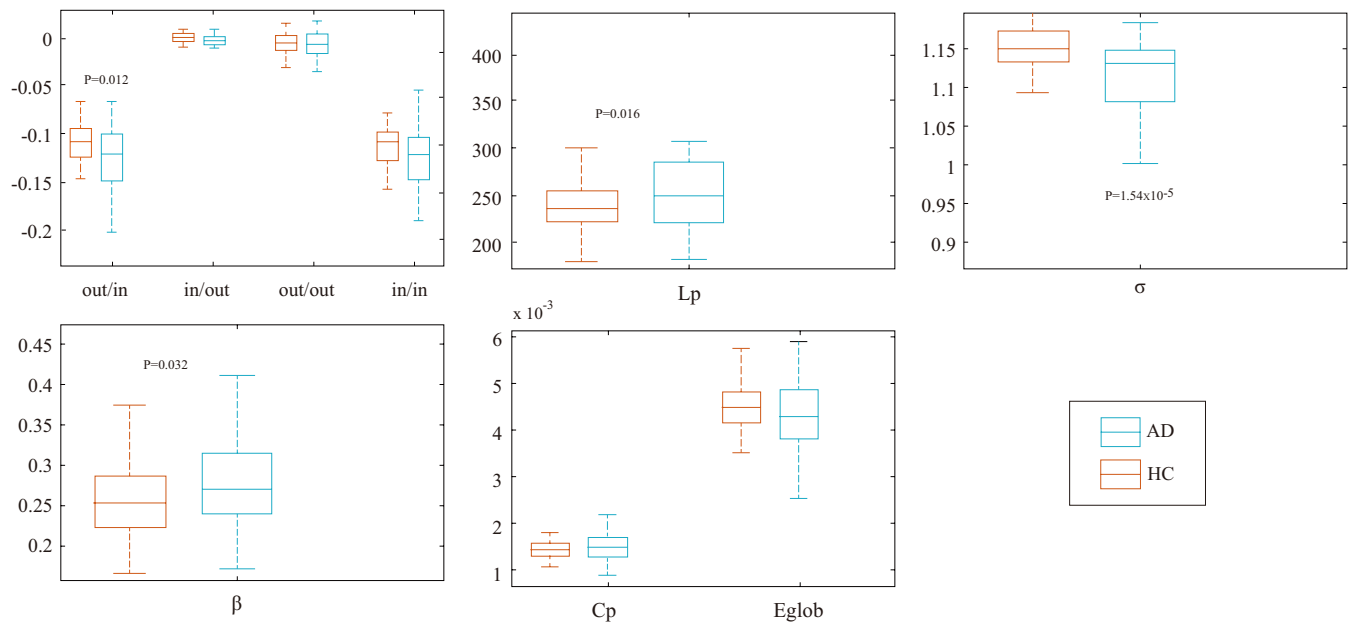 0
-0.05
-0.1
-0.15
-0.2
P=0.012
out/in
in/out
out/out
in/in
400
350
300
250
200
P=0.016
Lp
1.15
1.1
1.05
1
0.95
0.9
P=1.54x10⁻⁵
σ
0.45
0.4
0.35
0.3
0.25
0.2
P=0.032
β
x 10⁻³
6
5
4
3
2
1
Cp
Eglob
AD
HC